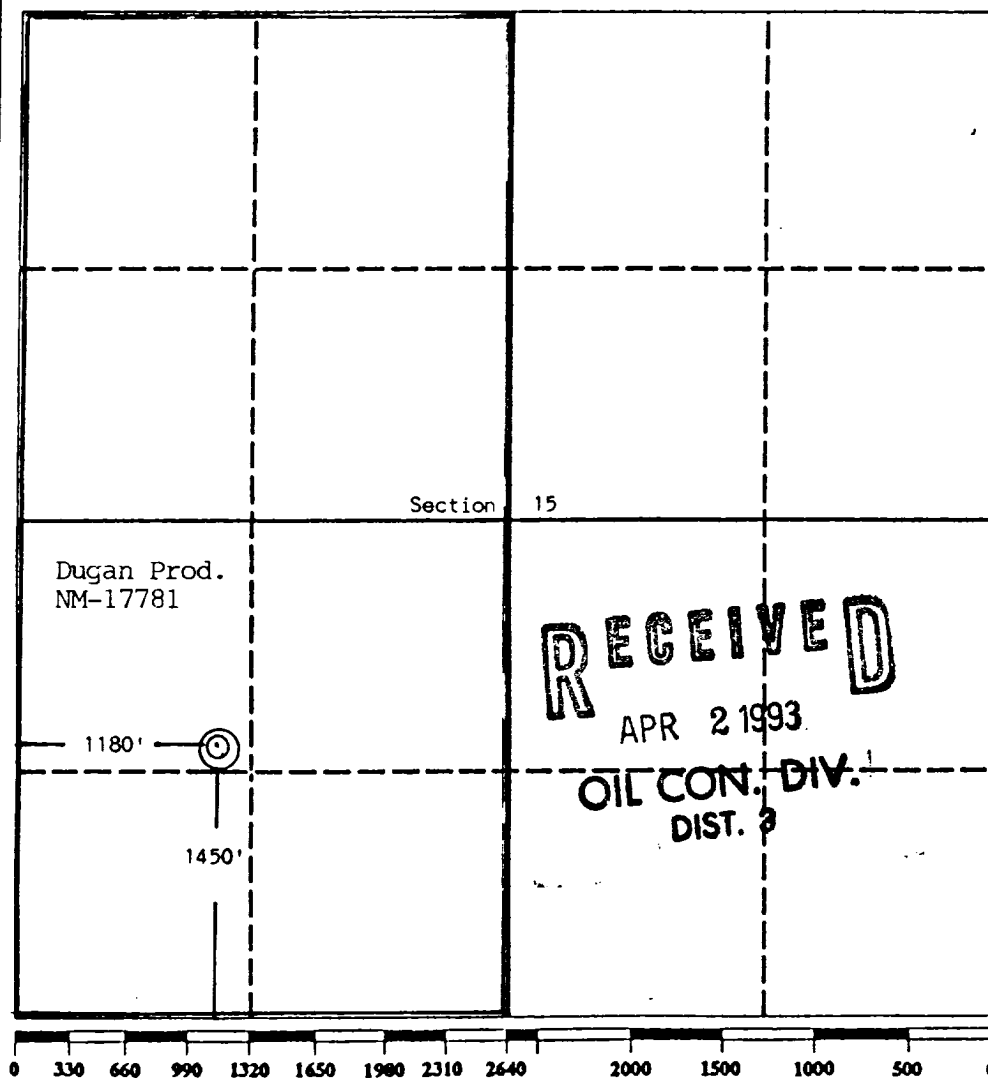 Section 15
Dugan Prod.
NM-17781
RECEIVED
APR 2 1993
OIL CON. DIV.
DIST. 3
1180'
1450'
0 330 660 990 1320 1650 1980 2310 2640 2000 1500 1000 500